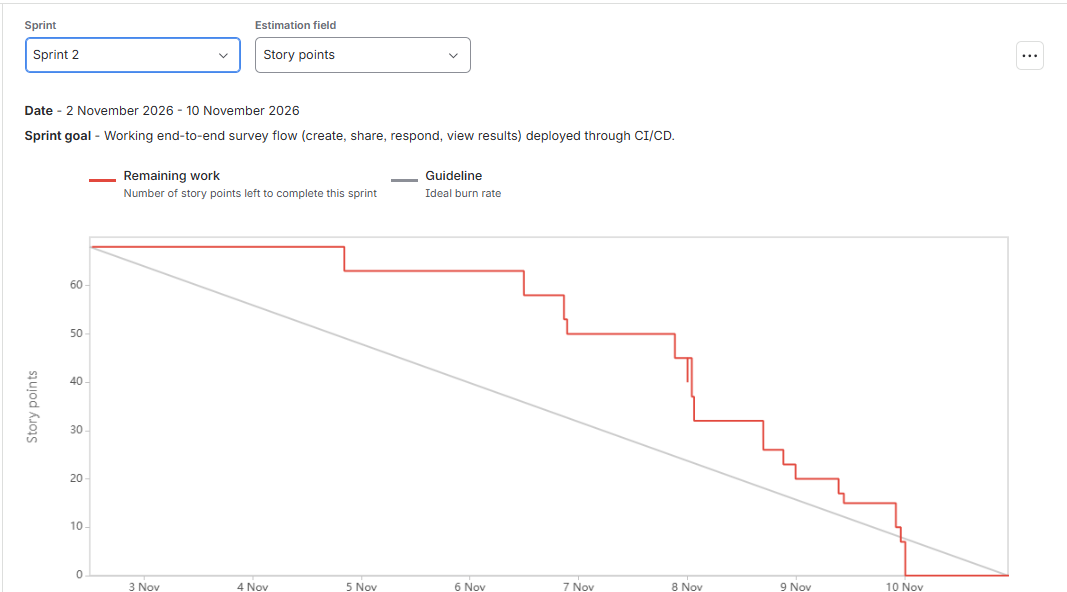 Sprint
Estimation field
Sprint 2
Story points
Date - 2 November 2026 - 10 November 2026
Sprint goal - Working end-to-end survey flow (create, share, respond, view results) deployed through CI/CD.
Remaining work
Number of story points left to complete this sprint
Guideline
Ideal burn rate
Story points
60
50
40
30
20
10
0
3 Nov
4 Nov
5 Nov
6 Nov
7 Nov
8 Nov
9 Nov
10 Nov